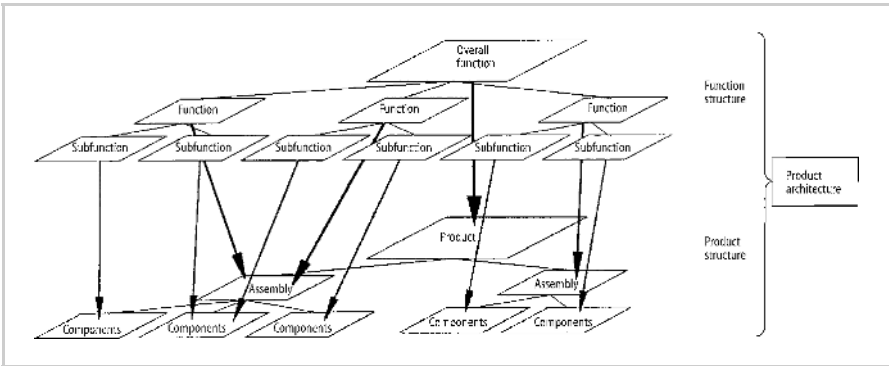 Overall
function
Function
structure
Function
Function
Function
Subfunction
Subfunction
Subfunction
Subfunction
Subfunction
Subfunction
Product
architecture
Product
Product
structure
Assembly
Assembly
Components
Components
Components
Components
Components